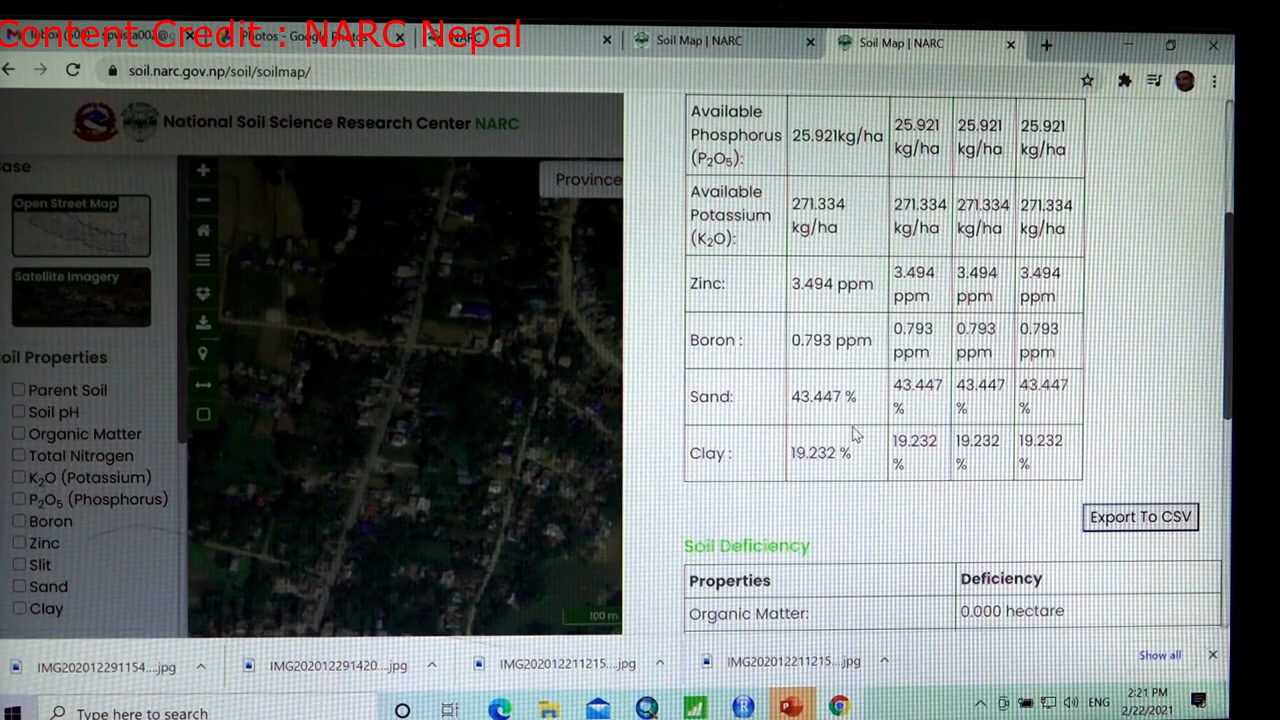 Content Credit : NARC Nepal
Photos - Google Photos
NARC
Soil Map | NARC
Soil Map | NARC
soil.narc.gov.np/soil/soilmap/
National Soil Science Research Center NARC
ase
Open Street Map
Satellite Imagery
oil Properties
Parent Soil
Soil pH
Organic Matter
Total Nitrogen
K2O (Potassium)
P2O5 (Phosphorus)
Boron
Zinc
Slit
Sand
Clay
Province
100 m
Available Phosphorus (P2O5): 25.921kg/ha 25.921 kg/ha 25.921 kg/ha 25.921 kg/ha
Available Potassium (K2O): 271.334 kg/ha 271.334 kg/ha 271.334 kg/ha 271.334 kg/ha
Zinc: 3.494 ppm 3.494 ppm 3.494 ppm 3.494 ppm
Boron : 0.793 ppm 0.793 ppm 0.793 ppm 0.793 ppm
Sand: 43.447 % 43.447 % 43.447 % 43.447 %
Clay : 19.232 % 19.232 % 19.232 % 19.232 %
Export To CSV
Soil Deficiency
Properties Deficiency
Organic Matter: 0.000 hectare
IMG202012291154....jpg
IMG202012291420....jpg
IMG202012211215....jpg
IMG202012211215....jpg
Show all
Type here to search
ENG
2:21 PM
2/22/2021